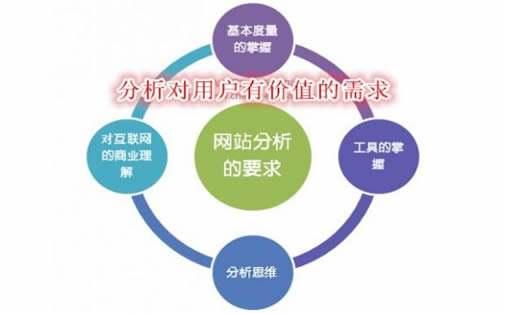 基本度量
的掌握
分析对用户有价值的需求
对互联网
的商业理
解
网站分析
的要求
工具的掌
握
分析思维